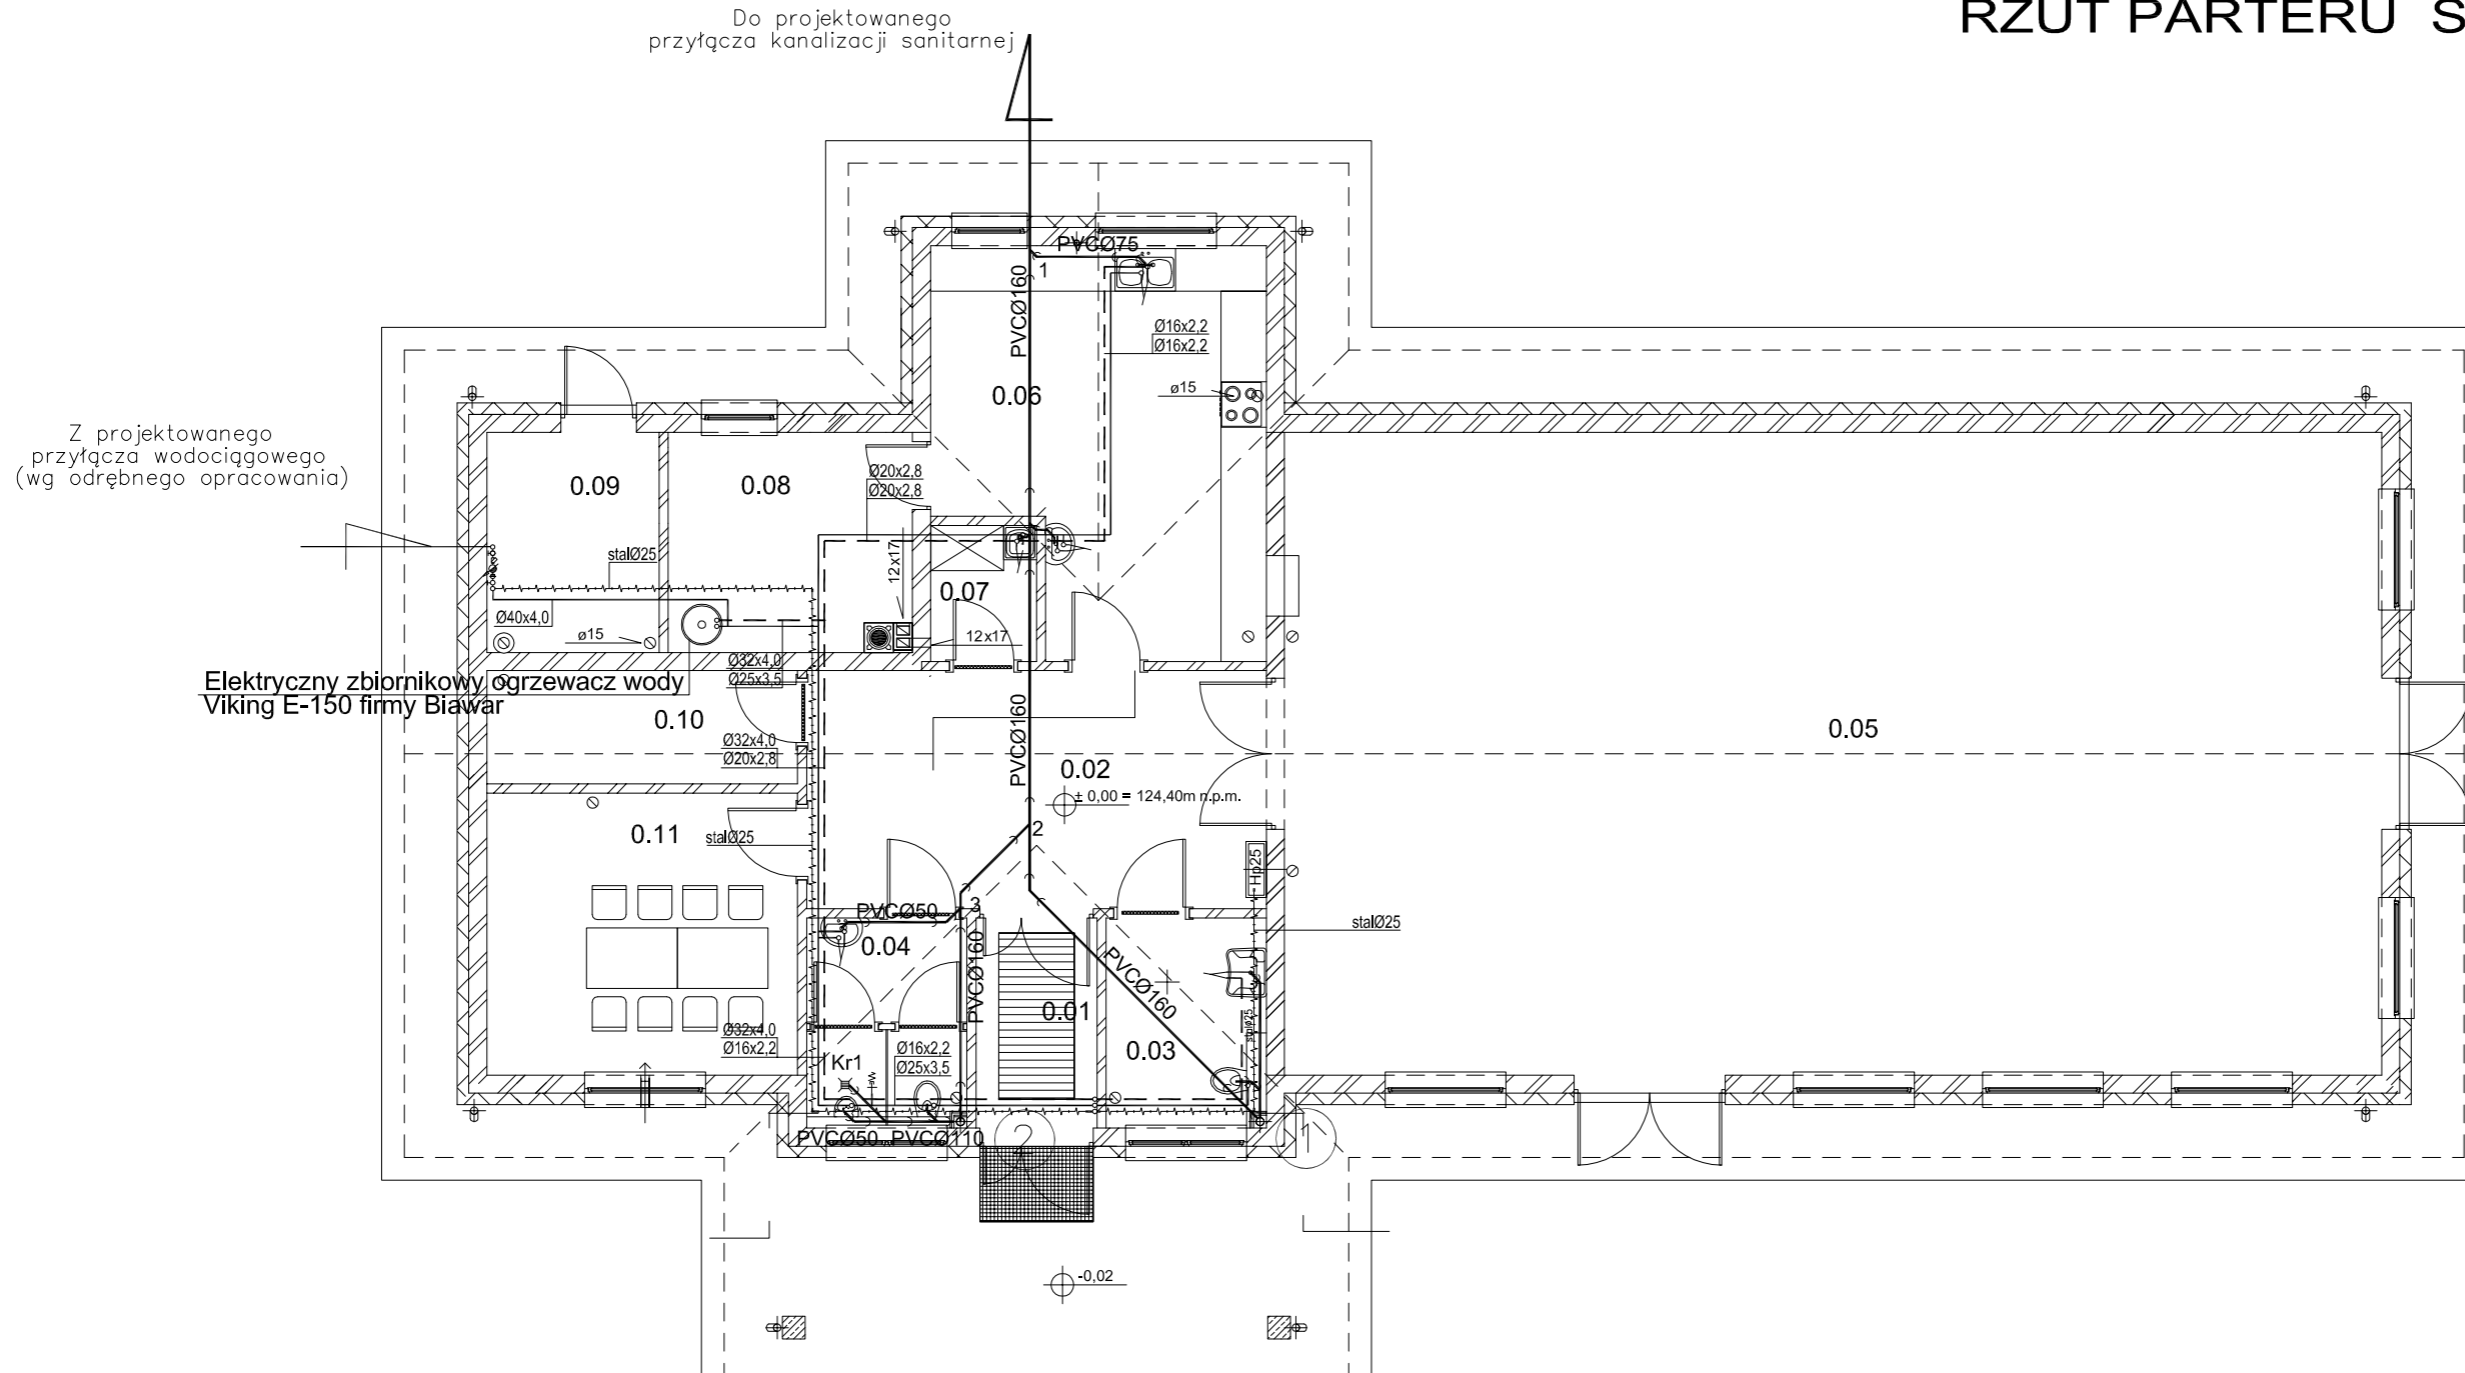 RZUT PARTERU S
Do projektowanego
przyłącza kanalizacji sanitarnej
PVCØ75
1
PVCØ160
Ø16x2,2
Ø16x2,2
0.06
ø15
Z projektowanego
przyłącza wodociągowego
(wg odrębnego opracowania)
0.09
0.08
Ø20x2,8
Ø20x2,8
stalØ25
12x17
0.07
Ø40x4,0
ø15
12x17
Elektryczny zbiornikowy ogrzewacz wody
Viking E-150 firmy Biawar
Ø32x4,0
Ø25x3,5
0.10
Ø32x4,0
Ø20x2,8
PVCØ160
0.02
± 0,00 = 124,40m n.p.m.
0.05
2
0.11
stalØ25
Hp25
PVCØ50
3
stalØ25
0.04
PVCØ160
PVCØ160
0.01
stalØ25
0.03
Ø32x4,0
Ø16x2,2
Kr1
Ø16x2,2
Ø25x3,5
PVCØ50
PVCØ110
2
1
-0,02